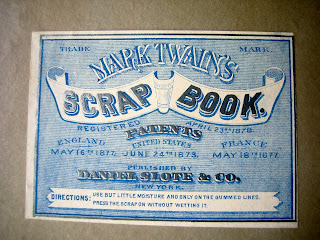 TRADE MARK.
MARK TWAIN'S
SCRAP BOOK.
REGISTERED APRIL 23TH 1878.
PATENTS
ENGLAND UNITED STATES FRANCE
MAY 16TH 1877. JUNE 24TH 1873. MAY 18TH 1877.
PUBLISHED BY
DANIEL SLOTE & CO.
NEW YORK.
DIRECTIONS: USE BUT LITTLE MOISTURE AND ONLY ON THE GUMMED LINES.
PRESS THE SCRAP ON WITHOUT WETTING IT.